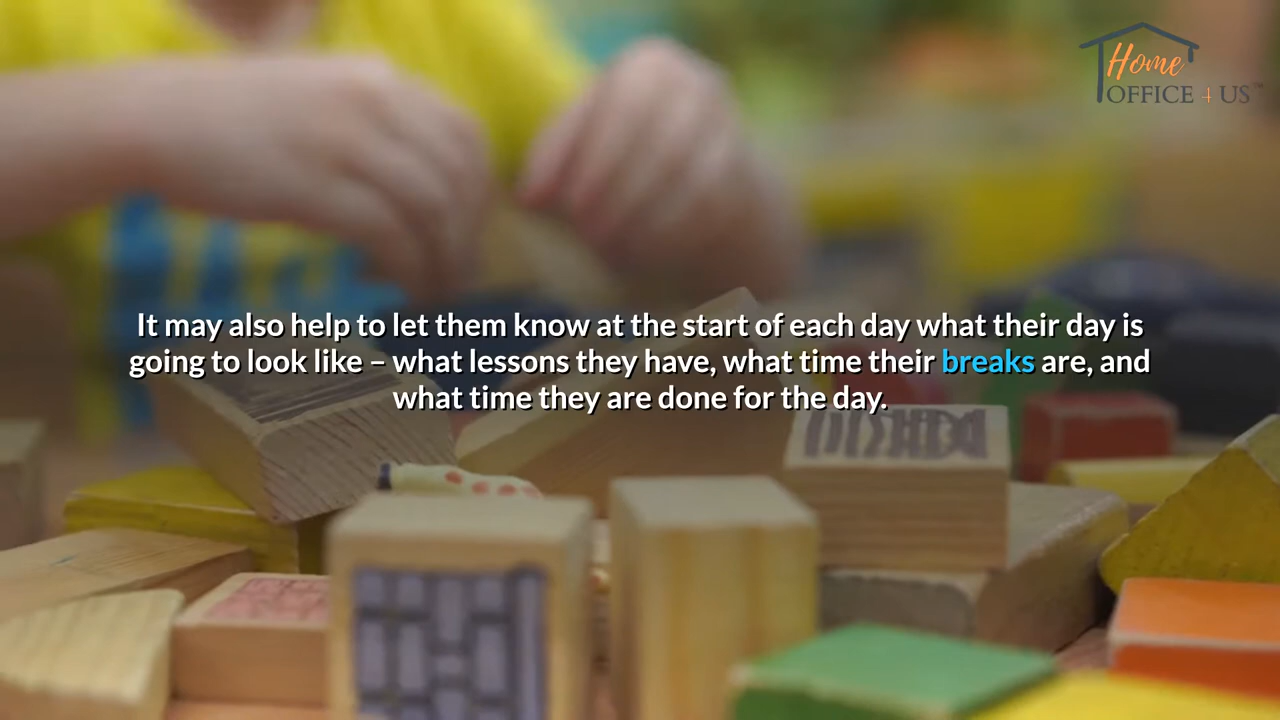 Home
OFFICE 4 US™
It may also help to let them know at the start of each day what their day is
going to look like – what lessons they have, what time their breaks are, and
what time they are done for the day.